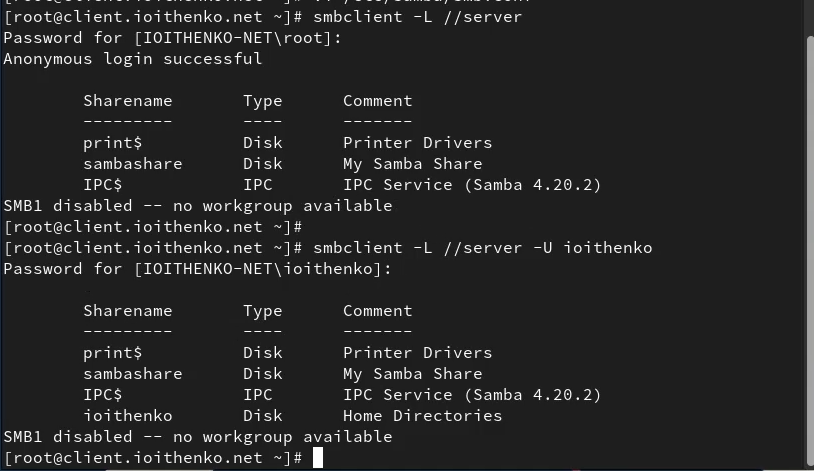 [root@client.ioithenko.net ~]# smbclient -L //server
Password for [IOITHENKO-NET\root]:
Anonymous login successful

        Sharename       Type      Comment
        ---------       ----      -------
        print$          Disk      Printer Drivers
        sambashare      Disk      My Samba Share
        IPC$            IPC       IPC Service (Samba 4.20.2)
SMB1 disabled -- no workgroup available
[root@client.ioithenko.net ~]#
[root@client.ioithenko.net ~]# smbclient -L //server -U ioithenko
Password for [IOITHENKO-NET\ioithenko]:

        Sharename       Type      Comment
        ---------       ----      -------
        print$          Disk      Printer Drivers
        sambashare      Disk      My Samba Share
        IPC$            IPC       IPC Service (Samba 4.20.2)
        ioithenko       Disk      Home Directories
SMB1 disabled -- no workgroup available
[root@client.ioithenko.net ~]#